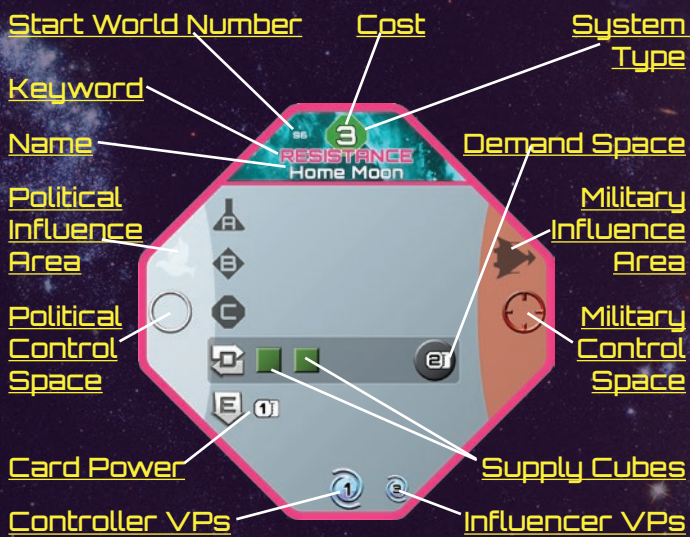 Start World Number
Cost
System
Type
Keyword
S6
3
RESISTANCE
Name
Home Moon
Demand Space
Political
Influence
Area
Military
Influence
Area
A
B
C
Political
Control
Space
Military
Control
Space
D
2
E
1
Card Power
Supply Cubes
1
Controller VPs
Influencer VPs